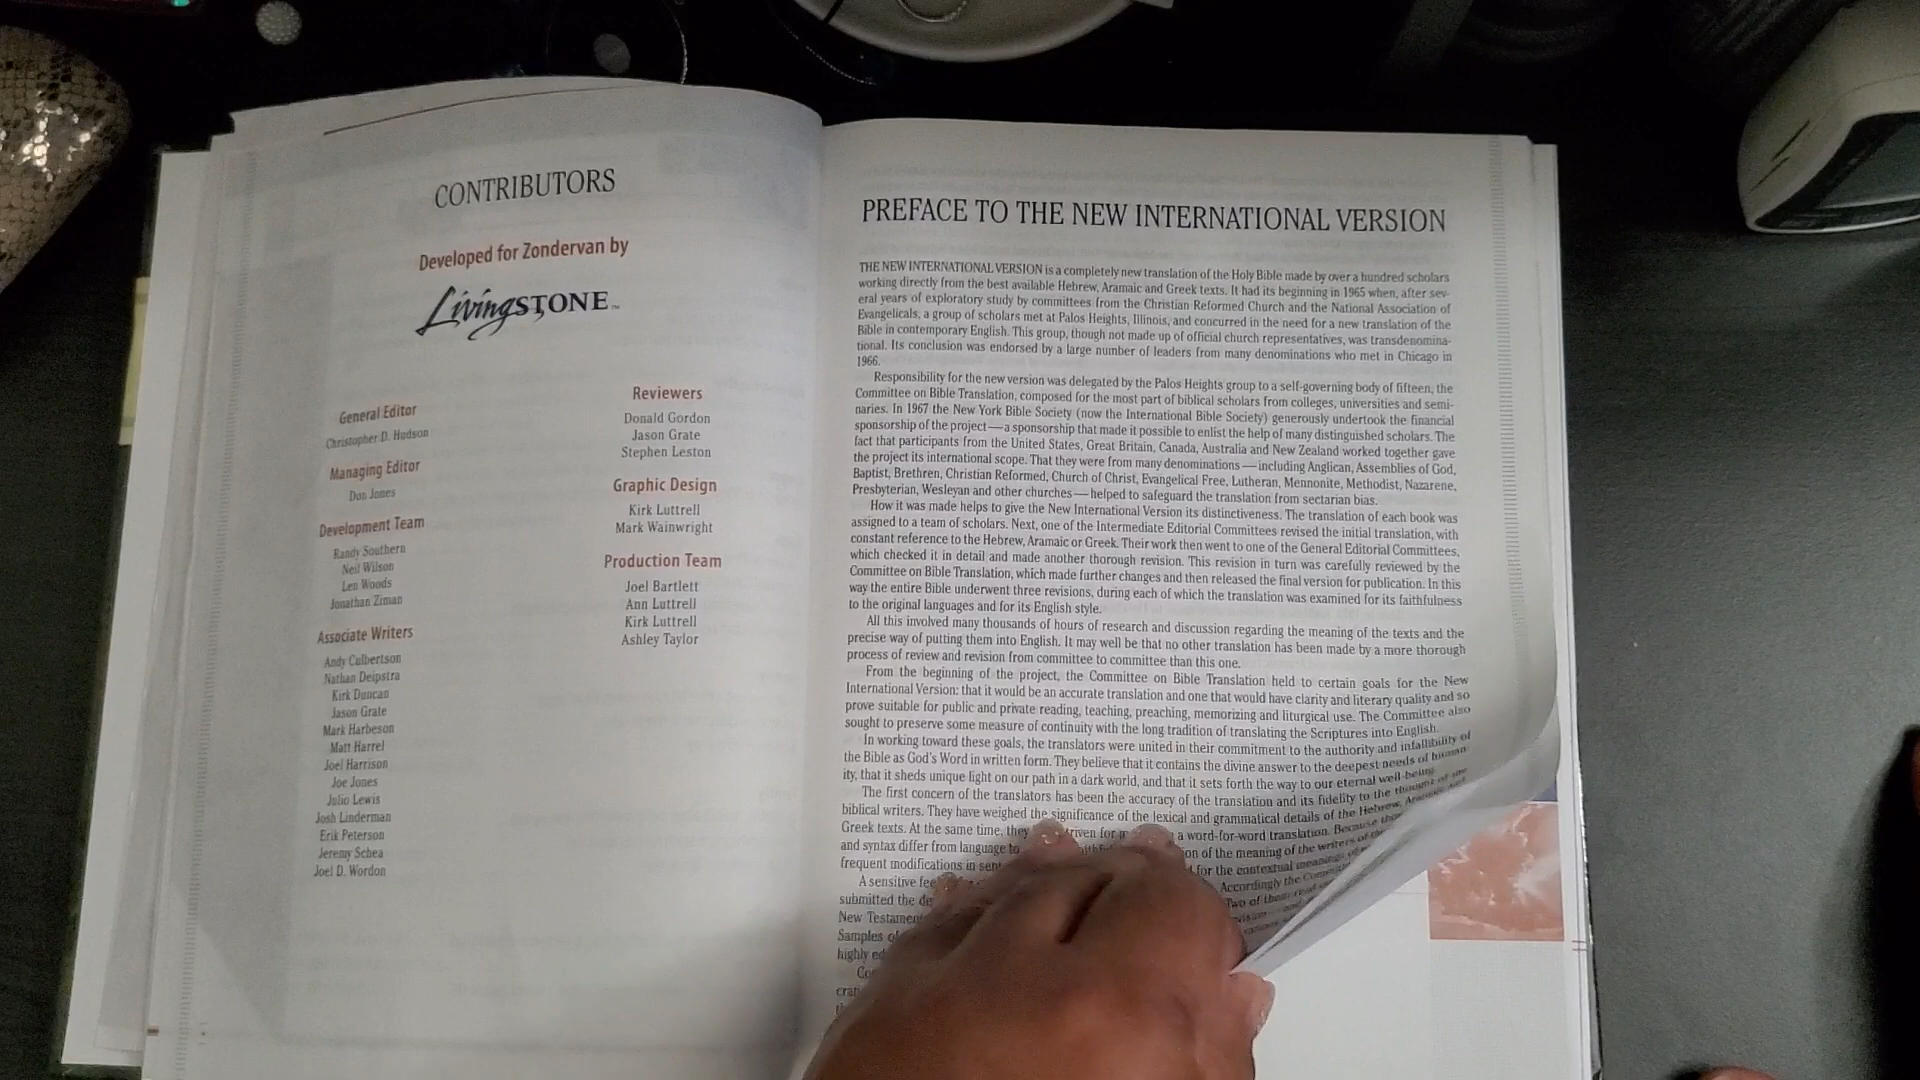 CONTRIBUTORS
Developed for Zondervan by
LivingSTONE™
General Editor
Christopher D. Hudson
Managing Editor
Don Jones
Development Team
Randy Southern
Neil Wilson
Len Woods
Jonathan Ziman
Associate Writers
Andy Culbertson
Nathan Deipstra
Kirk Duncan
Jason Grate
Mark Harbeson
Matt Harrel
Joel Harrison
Joe Jones
Julio Lewis
Josh Linderman
Erik Peterson
Jeremy Schea
Joel D. Wordon
Reviewers
Donald Gordon
Jason Grate
Stephen Leston
Graphic Design
Kirk Luttrell
Mark Wainwright
Production Team
Joel Bartlett
Ann Luttrell
Kirk Luttrell
Ashley Taylor
PREFACE TO THE NEW INTERNATIONAL VERSION
THE NEW INTERNATIONAL VERSION is a completely new translation of the Holy Bible made by over a hundred scholars
working directly from the best available Hebrew, Aramaic and Greek texts. It had its beginning in 1965 when, after sev-
eral years of exploratory study by committees from the Christian Reformed Church and the National Association of
Evangelicals, a group of scholars met at Palos Heights, Illinois, and concurred in the need for a new translation of the
Bible in contemporary English. This group, though not made up of official church representatives, was transdenomina-
tional. Its conclusion was endorsed by a large number of leaders from many denominations who met in Chicago in
1966.
Responsibility for the new version was delegated by the Palos Heights group to a self-governing body of fifteen, the
Committee on Bible Translation, composed for the most part of biblical scholars from colleges, universities and semi-
naries. In 1967 the New York Bible Society (now the International Bible Society) generously undertook the financial
sponsorship of the project—a sponsorship that made it possible to enlist the help of many distinguished scholars. The
fact that participants from the United States, Great Britain, Canada, Australia and New Zealand worked together gave
the project its international scope. That they were from many denominations—including Anglican, Assemblies of God,
Baptist, Brethren, Christian Reformed, Church of Christ, Evangelical Free, Lutheran, Mennonite, Methodist, Nazarene,
Presbyterian, Wesleyan and other churches—helped to safeguard the translation from sectarian bias.
How it was made helps to give the New International Version its distinctiveness. The translation of each book was
assigned to a team of scholars. Next, one of the Intermediate Editorial Committees revised the initial translation, with
constant reference to the Hebrew, Aramaic or Greek. Their work then went to one of the General Editorial Committees,
which checked it in detail and made another thorough revision. This revision in turn was carefully reviewed by the
Committee on Bible Translation, which made further changes and then released the final version for publication. In this
way the entire Bible underwent three revisions, during each of which the translation was examined for its faithfulness
to the original languages and for its English style.
All this involved many thousands of hours of research and discussion regarding the meaning of the texts and the
precise way of putting them into English. It may well be that no other translation has been made by a more thorough
process of review and revision from committee to committee than this one.
From the beginning of the project, the Committee on Bible Translation held to certain goals for the New
International Version: that it would be an accurate translation and one that would have clarity and literary quality and so
prove suitable for public and private reading, teaching, preaching, memorizing and liturgical use. The Committee also
sought to preserve some measure of continuity with the long tradition of translating the Scriptures into English.
In working toward these goals, the translators were united in their commitment to the authority and infallibility of
the Bible as God's Word in written form. They believe that it contains the divine answer to the deepest needs of human-
ity, that it sheds unique light on our path in a dark world, and that it sets forth the way to our eternal well-being.
The first concern of the translators has been the accuracy of the translation and its fidelity to the thought of the
biblical writers. They have weighed the significance of the lexical and grammatical details of the Hebrew, Aramaic and
Greek texts. At the same time, they for a word-for-word translation. Because
and syntax differ from language to of the meaning of the writers of the
frequent modifications in for the contextual meanings of
Accordingly the
A sensitive
submitted the Two of
New
Samples of
highly